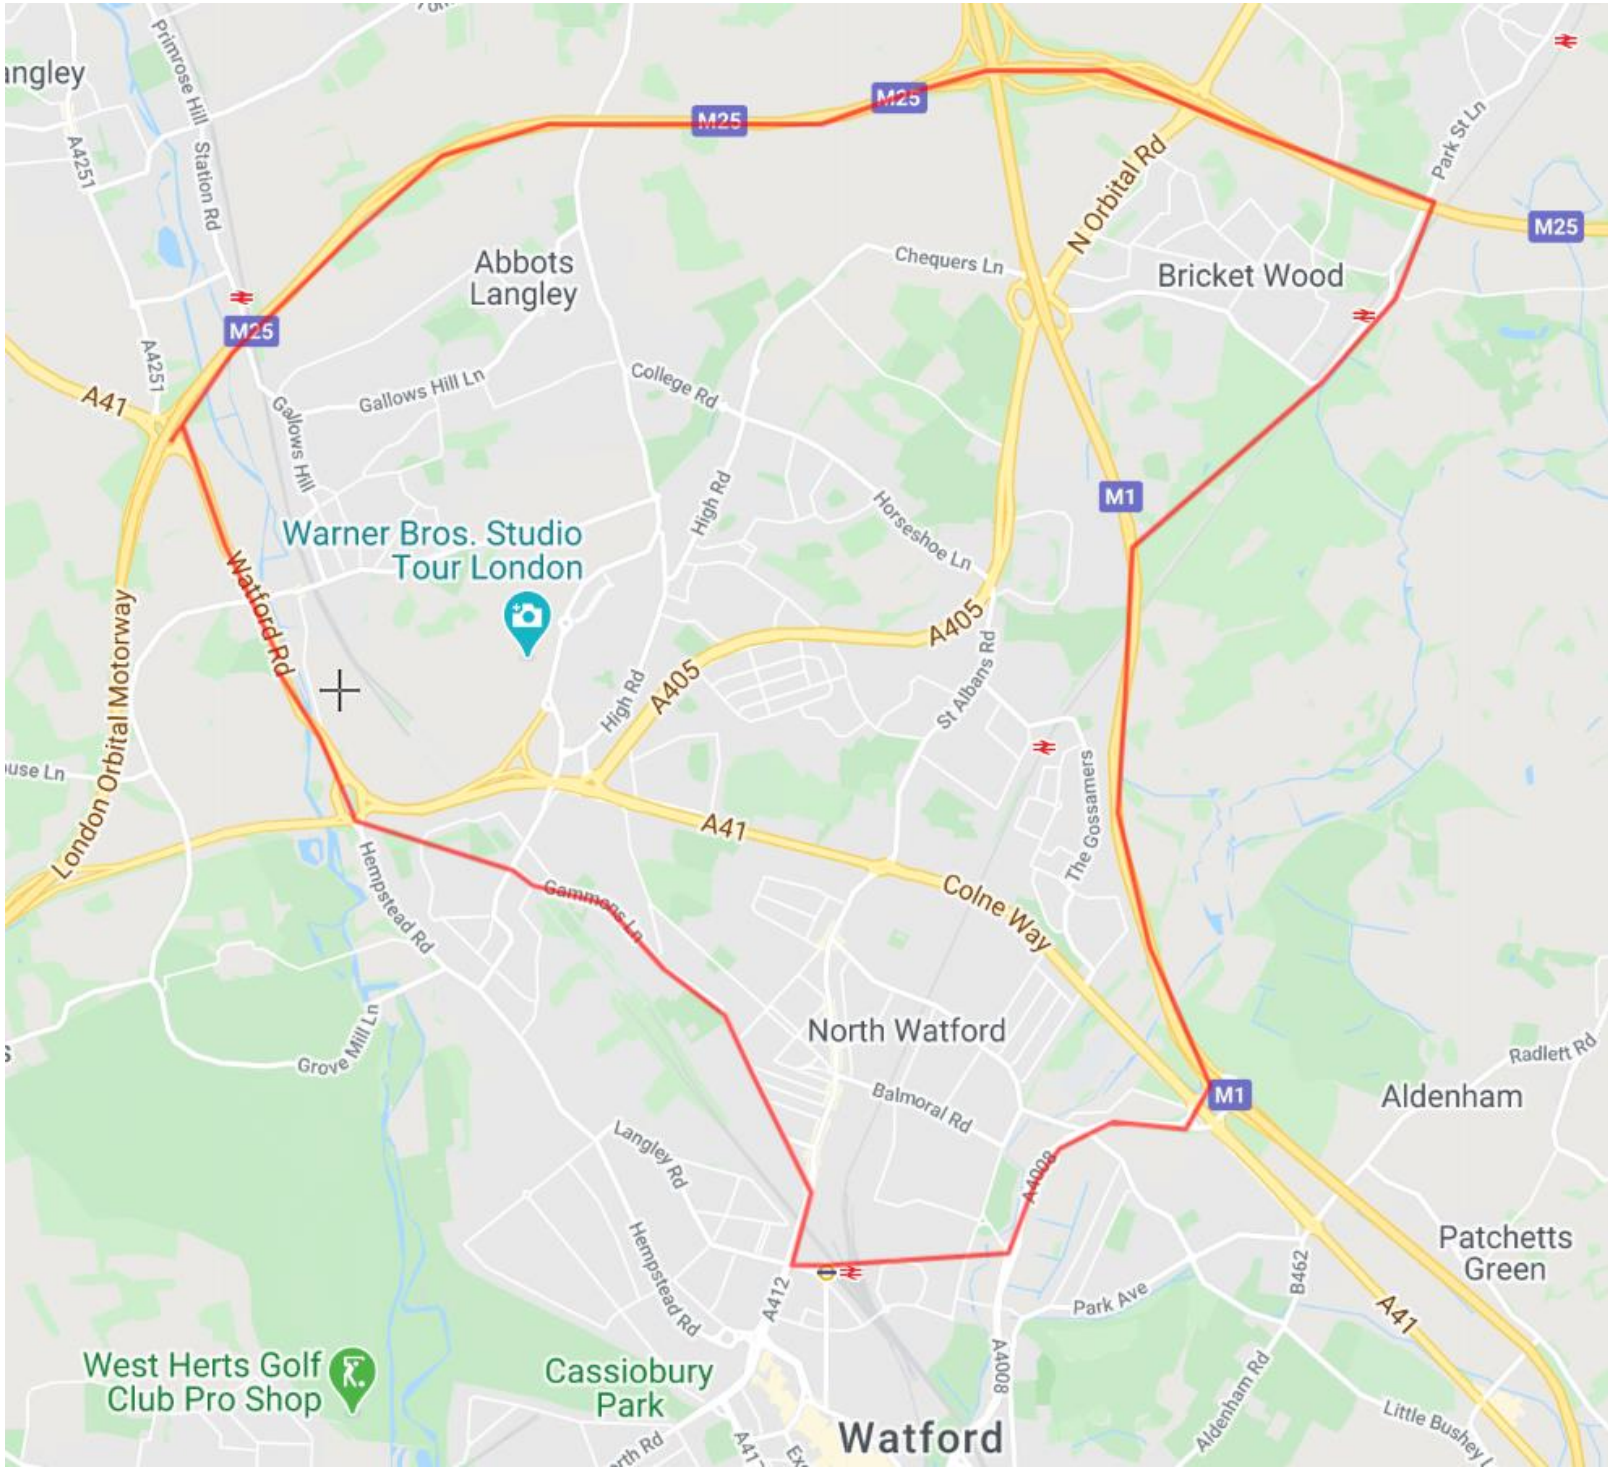 Primrose Hill
angley
M25
M25
Park St Ln
A4251
Station Rd
N Orbital Rd
M25
Chequers Ln
Abbots
Langley
Bricket Wood
M25
A4251
A41
College Rd
Gallows Hill Ln
Gallows Hill
M1
High Rd
Horseshoe Ln
Warner Bros. Studio
Tour London
Watford Rd
A405
London Orbital Motorway
A405
St Albans Rd
High Rd
ouse Ln
The Gossamers
A41
Hempstead Rd
Gammons Ln
Colne Way
North Watford
Grove Mill Ln
Radlett Rd
M1
Aldenham
Balmoral Rd
Langley Rd
A4008
Hempstead Rd
Patchetts
Green
B462
A412
Park Ave
A41
A4008
West Herts Golf
Club Pro Shop
Cassiobury
Park
Aldenham Rd
Little Bushey L
Watford
orth Rd
A41
Ex
s